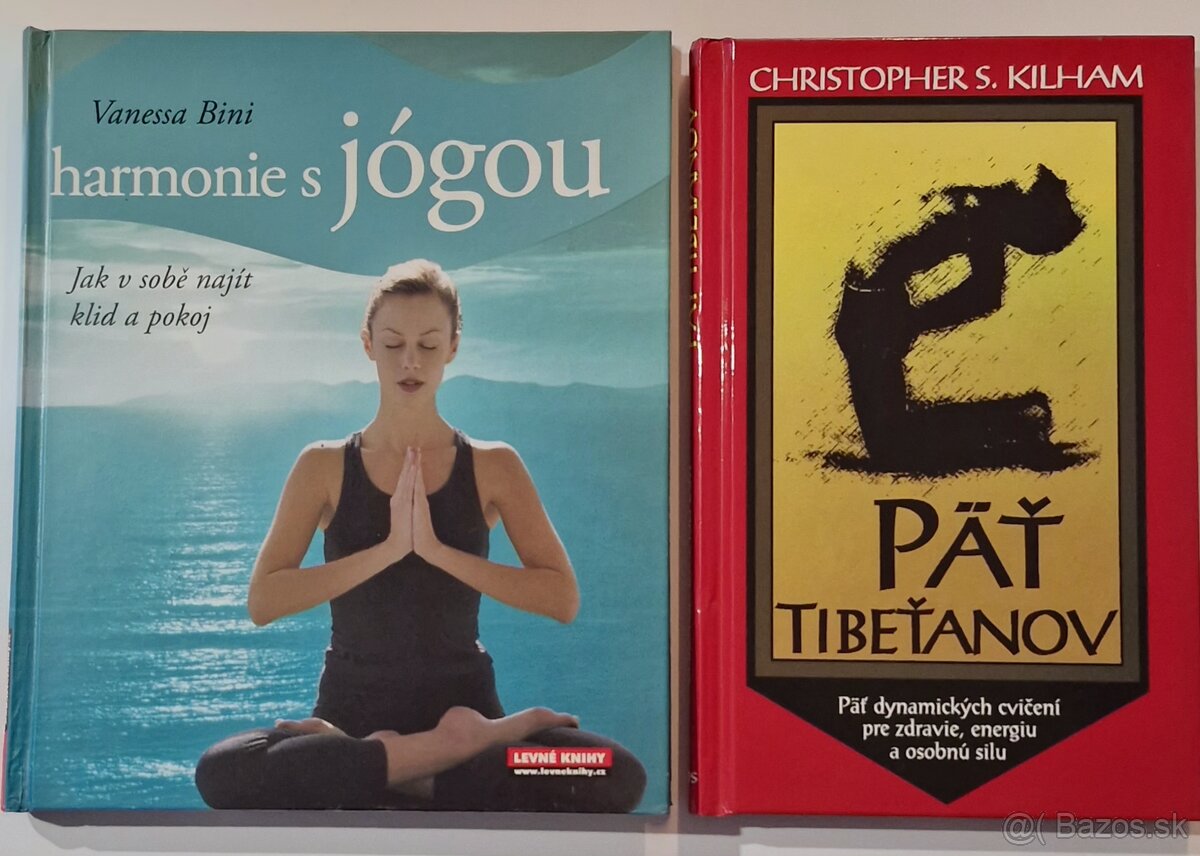 Vanessa Bini
harmonie s jógou
Jak v sobě najít
klid a pokoj
LEVNÉ KNIHY
www.levneknihy.cz
CHRISTOPHER S. KILHAM
PÄŤ
TIBEŤANOV
Päť dynamických cvičení
pre zdravie, energiu
a osobnú silu
@( Bazos.sk